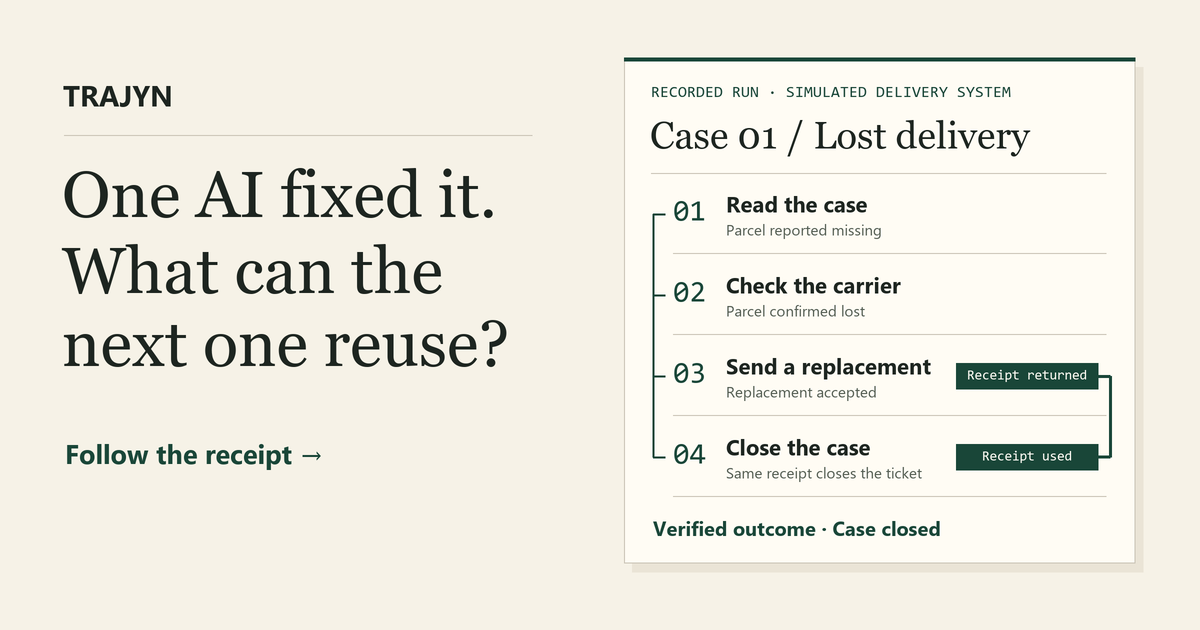 TRAJYN
One AI fixed it.
What can the
next one reuse?
Follow the receipt →
RECORDED RUN · SIMULATED DELIVERY SYSTEM
Case 01 / Lost delivery
01 Read the case
Parcel reported missing
02 Check the carrier
Parcel confirmed lost
03 Send a replacement Receipt returned
Replacement accepted
04 Close the case Receipt used
Same receipt closes the ticket
Verified outcome · Case closed